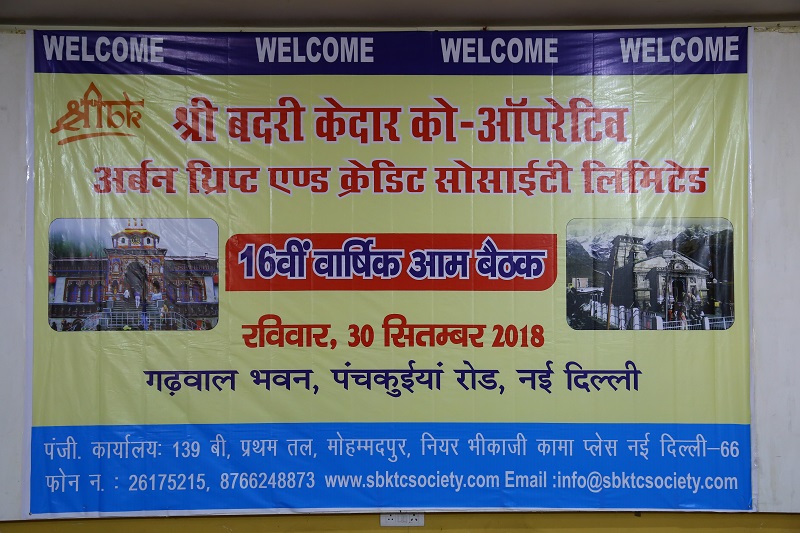 WELCOME WELCOME WELCOME WELCOME
श्री बदरी केदार को-ऑपरेटिव
अर्बन थ्रिप्ट एण्ड क्रेडिट सोसाईटी लिमिटेड
16वीं वार्षिक आम बैठक
रविवार, 30 सितम्बर 2018
गढ़वाल भवन, पंचकुईयां रोड, नई दिल्ली
पंजी. कार्यालयः 139 बी, प्रथम तल, मोहम्मदपुर, नियर भीकाजी कामा प्लेस नई दिल्ली–66
फोन न. : 26175215, 8766248873 www.sbktcsociety.com Email :info@sbktcsociety.com